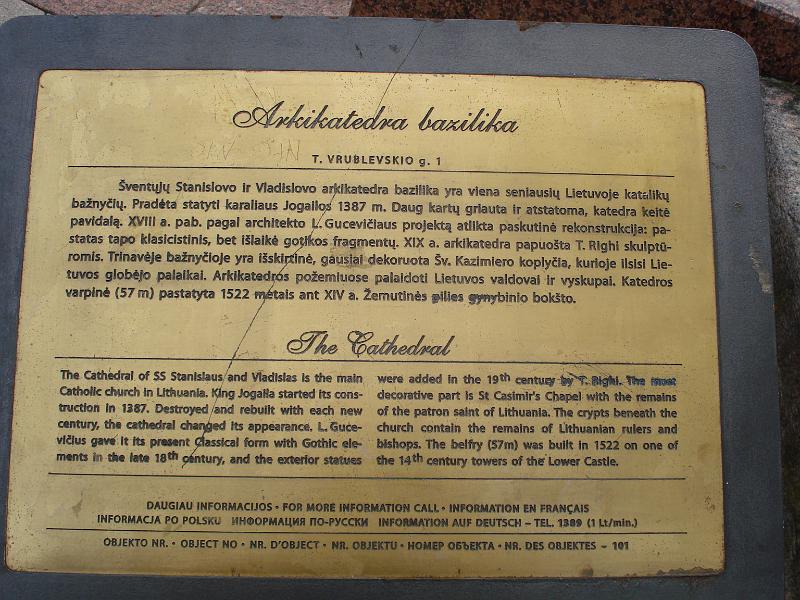 Arkikatedra bazilika
T. VRUBLEVSKIO g. 1
Šventųjų Stanislovo ir Vladislovo arkikatedra bazilika yra viena seniausių Lietuvoje katalikų
bažnyčių. Pradėta statyti karaliaus Jogailos 1387 m. Daug kartų griauta ir atstatoma, katedra keitė
pavidalą. XVIII a. pab. pagal architekto L. Gucevičiaus projektą atlikta paskutinė rekonstrukcija: pa-
statas tapo klasicistinis, bet išlaikė gotikos fragmentų. XIX a. arkikatedra papuošta T. Righi skulptū-
romis. Trinavėje bažnyčioje yra išskirtinė, gausiai dekoruota Šv. Kazimiero koplyčia, kurioje ilsisi Lie-
tuvos globėjo palaikai. Arkikatedros požemiuose palaidoti Lietuvos valdovai ir vyskupai. Katedros
varpinė (57 m) pastatyta 1522 metais ant XIV a. Žemutinės pilies gynybinio bokšto.
The Cathedral
The Cathedral of SS Stanislaus and Vladislas is the main
Catholic church in Lithuania. King Jogaila started its cons-
truction in 1387. Destroyed and rebuilt with each new
century, the cathedral changed its appearance. L. Guce-
vičius gave it its present Classical form with Gothic ele-
ments in the late 18th century, and the exterior statues
were added in the 19th century by T. Righi. The most
decorative part is St Casimir's Chapel with the remains
of the patron saint of Lithuania. The crypts beneath the
church contain the remains of Lithuanian rulers and
bishops. The belfry (57m) was built in 1522 on one of
the 14th century towers of the Lower Castle.
DAUGIAU INFORMACIJOS • FOR MORE INFORMATION CALL • INFORMATION EN FRANÇAIS
INFORMACJA PO POLSKU ИНФОРМАЦИЯ ПО-РУССКИ INFORMATION AUF DEUTSCH – TEL. 1389 (1 Lt/min.)
OBJEKTO NR. • OBJECT NO • NR. D'OBJECT • NR. OBJEKTU • НОМЕР ОБЪЕКТА • NR. DES OBJEKTES – 101